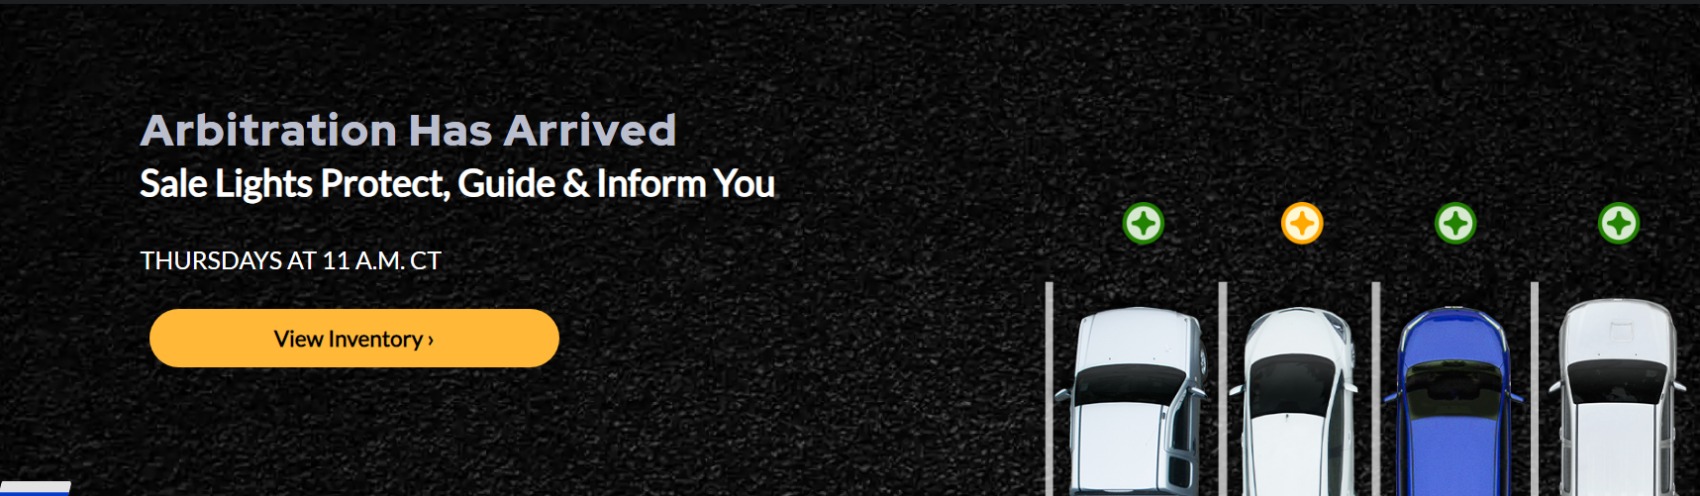 Arbitration Has Arrived
Sale Lights Protect, Guide & Inform You
THURSDAYS AT 11 A.M. CT
View Inventory ›